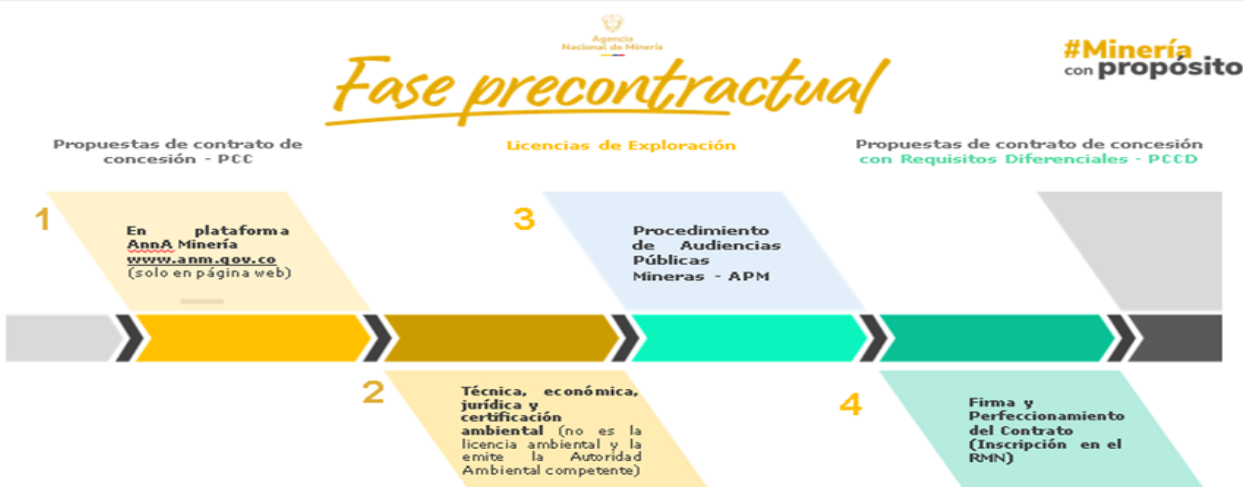 Agencia
Nacional de Minería
#Minería
con propósito
Fase precontractual
Propuestas de contrato de
concesión - PCC
Licencias de Exploración
Propuestas de contrato de concesión
con Requisitos Diferenciales - PCCD
1
En plataforma
AnnA Minería
www.anm.gov.co
(solo en página web)
3
Procedimiento
de Audiencias
Públicas
Mineras - APM
2
Técnica, económica,
jurídica y
certificación
ambiental (no es la
licencia ambiental y la
emite la Autoridad
Ambiental competente)
4
Firma y
Perfeccionamiento
del Contrato
(Inscripción en el
RMN)